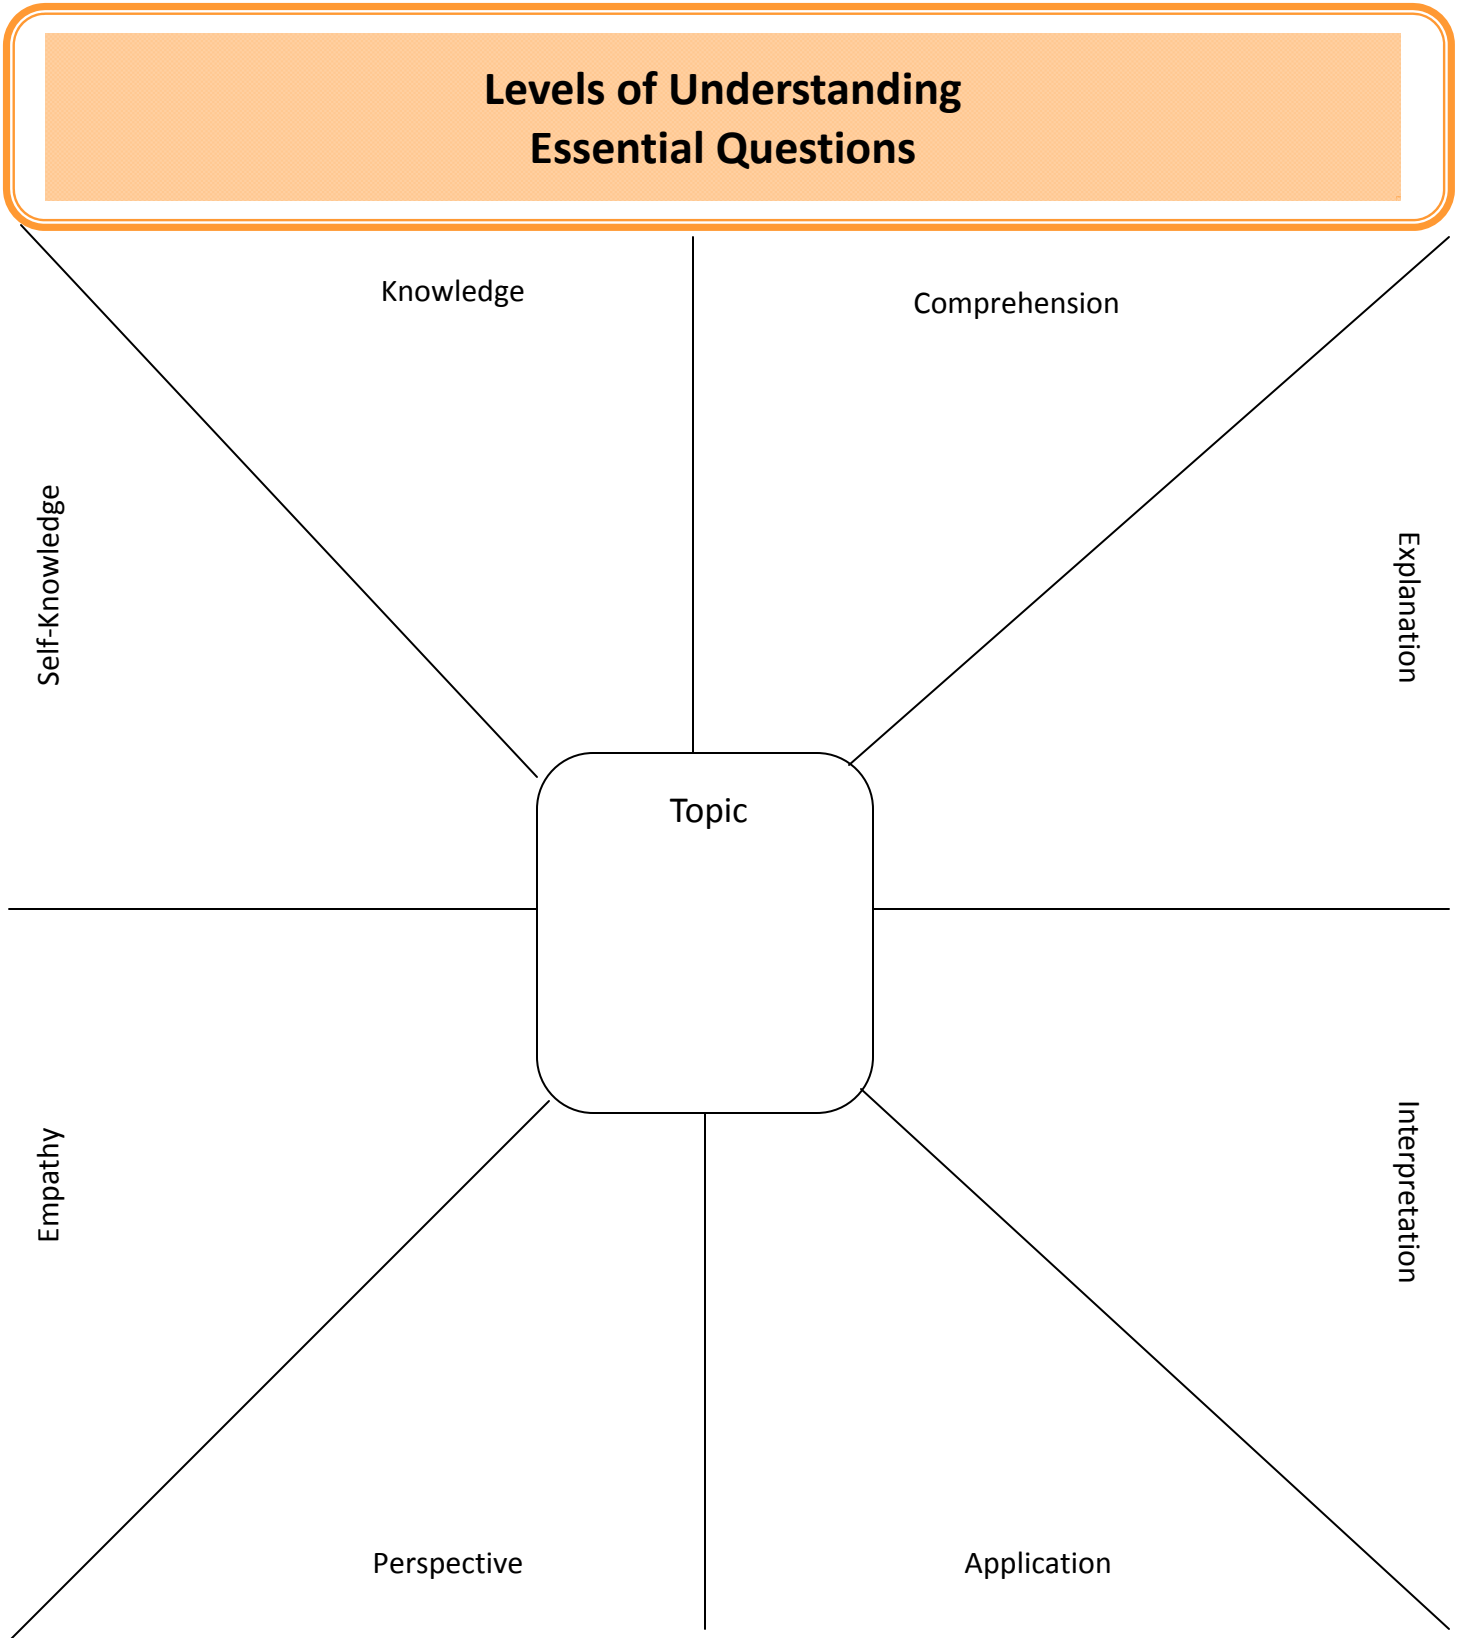 Levels of Understanding
Essential Questions
Knowledge
Comprehension
Self-Knowledge
Explanation
Topic
Empathy
Interpretation
Perspective
Application